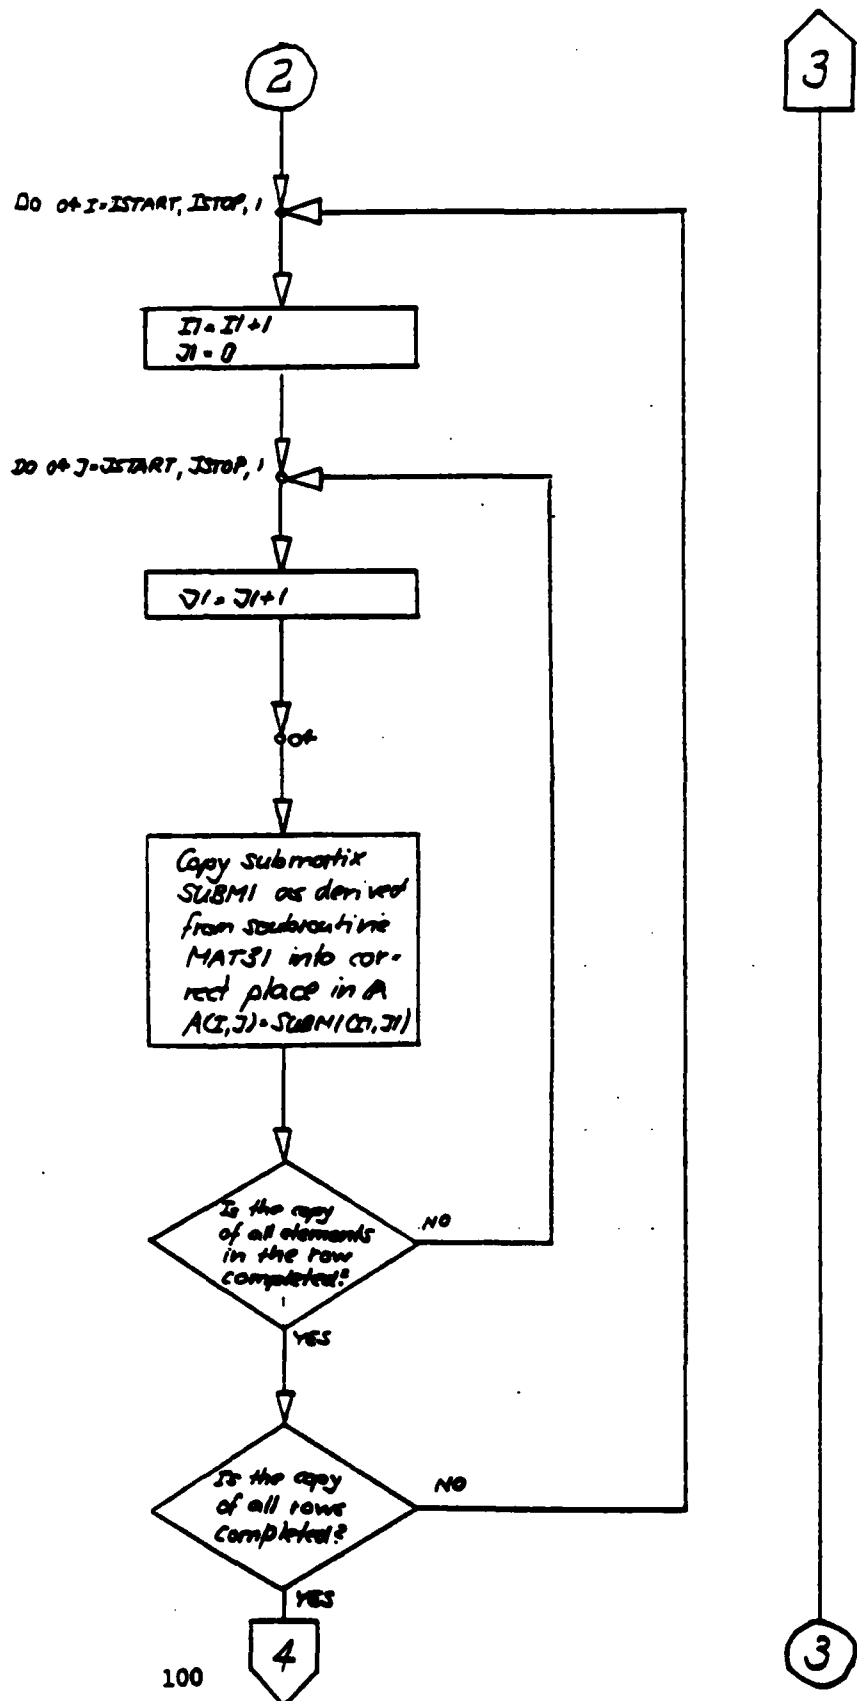 2
3
DO 04 I=ISTART, ISTOP, 1
I1=I1+1
J1=0
DO 04 J=JSTART, JSTOP, 1
J1=J1+1
04
Copy submatix
SUBM1 as derived
from soubroutine
MAT31 into cor-
rect place in A
A(I,J)=SUBM1(I1,J1)
Is the copy
of all elements
in the row
completed?
NO
YES
Is the copy
of all rows
completed?
NO
YES
4
3
100